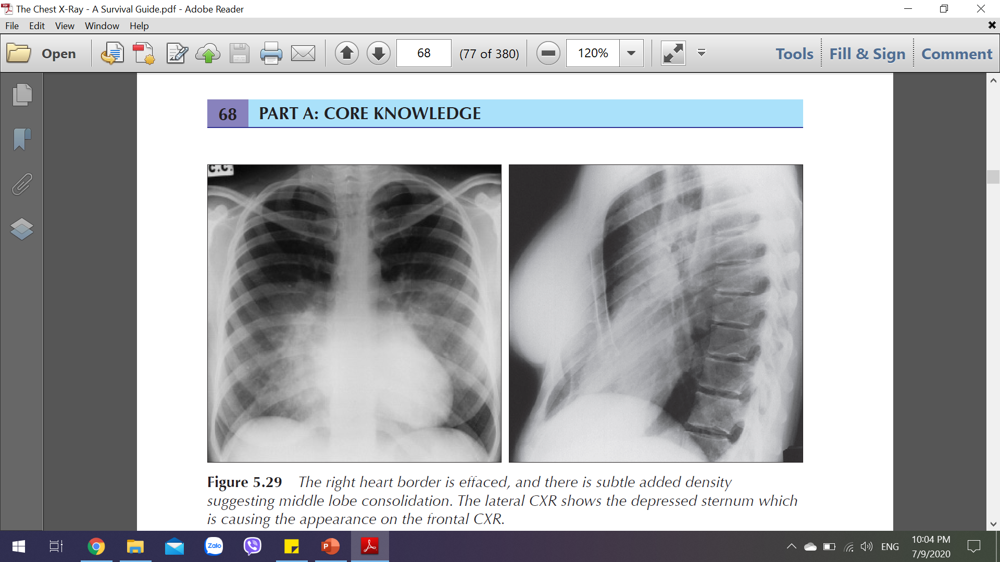 The Chest X-Ray - A Survival Guide.pdf - Adobe Reader
File Edit View Window Help
Open 68 (77 of 380) 120% Tools Fill & Sign Comment
68 PART A: CORE KNOWLEDGE
C.C.
Figure 5.29 The right heart border is effaced, and there is subtle added density
suggesting middle lobe consolidation. The lateral CXR shows the depressed sternum which
is causing the appearance on the frontal CXR.
Zalo
P
ENG
10:04 PM
7/9/2020